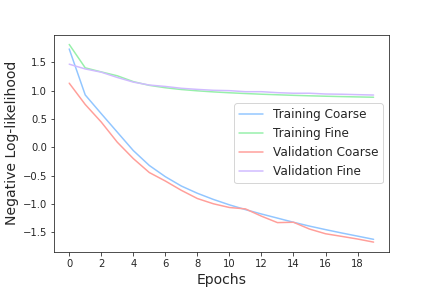 Negative Log-likelihood
1.5
1.0
0.5
0.0
−0.5
−1.0
−1.5
Training Coarse
Training Fine
Validation Coarse
Validation Fine
0 2 4 6 8 10 12 14 16 18
Epochs